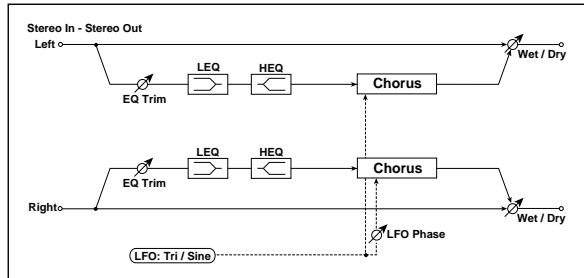 Stereo In - Stereo Out
Left
Wet / Dry
LEQ
HEQ
Chorus
EQ Trim
LEQ
HEQ
Chorus
EQ Trim
Right
Wet / Dry
LFO Phase
LFO: Tri / Sine